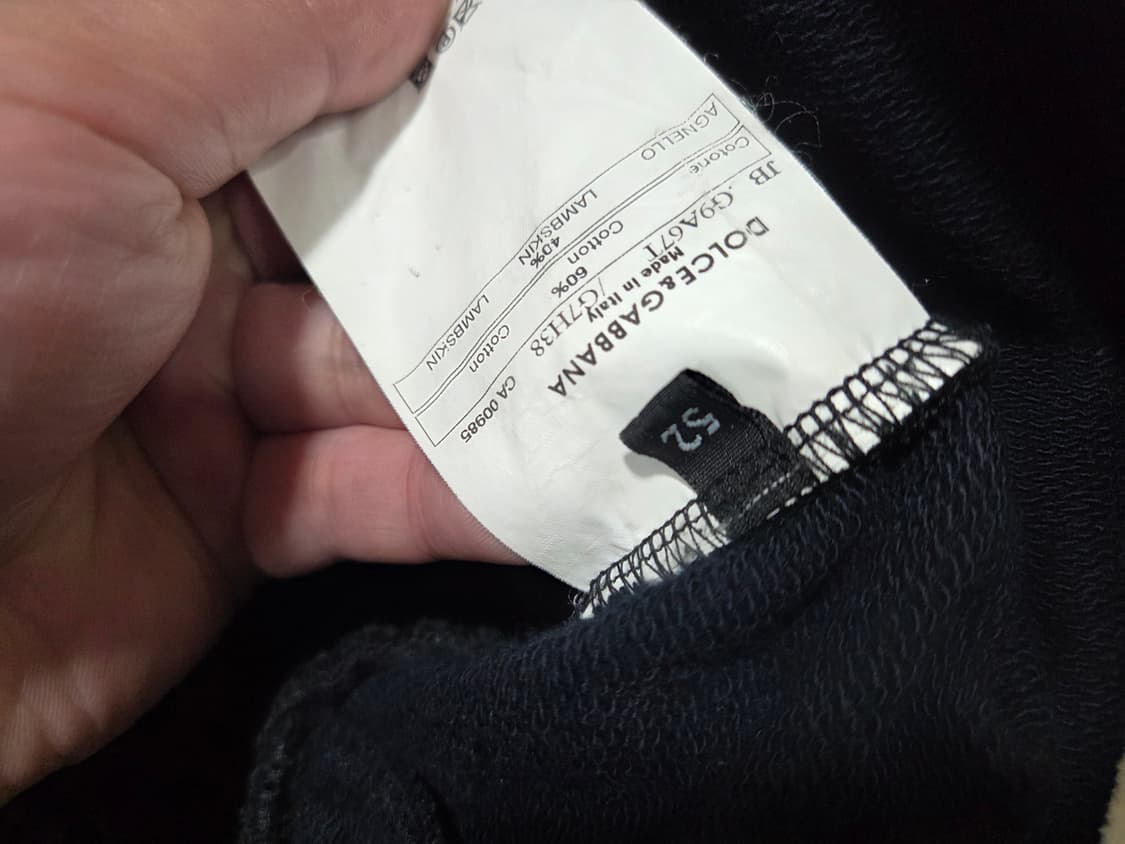 52
DOLCE&GABBANA
Made in Italy
JB .G9A67T /G7H38
CA 00985
Cotone 60% Cotton Cotton
AGNELLO 40% LAMBSKIN LAMBSKIN